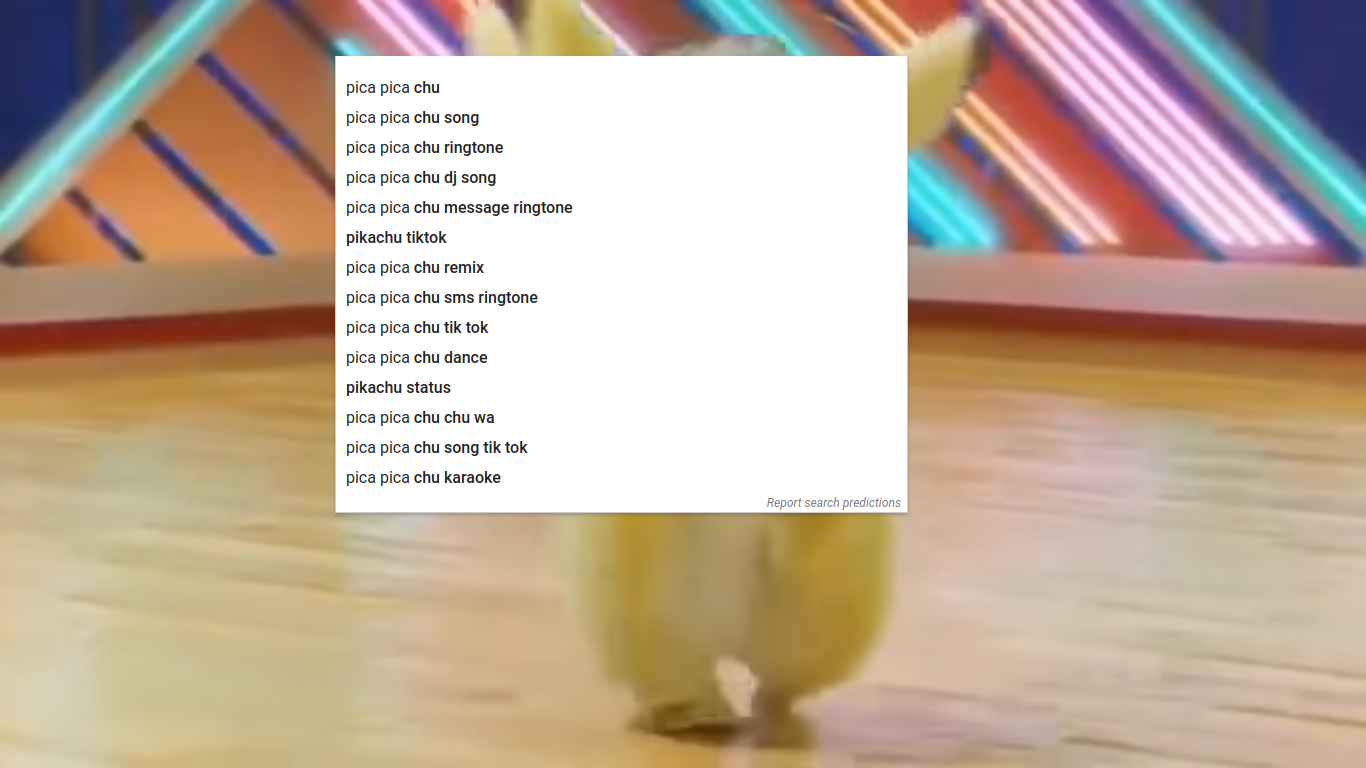 pica pica chu
pica pica chu song
pica pica chu ringtone
pica pica chu dj song
pica pica chu message ringtone
pikachu tiktok
pica pica chu remix
pica pica chu sms ringtone
pica pica chu tik tok
pica pica chu dance
pikachu status
pica pica chu chu wa
pica pica chu song tik tok
pica pica chu karaoke
Report search predictions